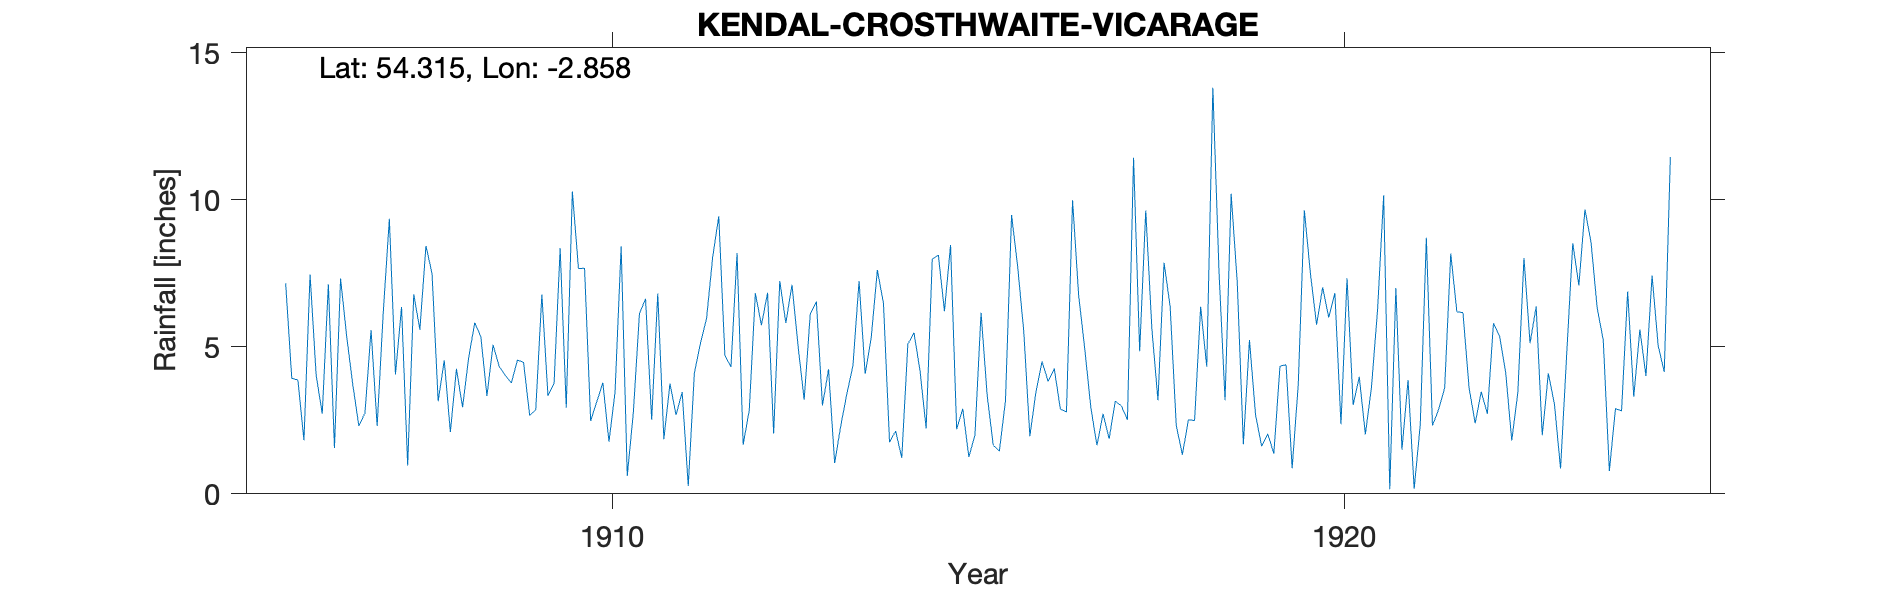 KENDAL-CROSTHWAITE-VICARAGE
Lat: 54.315, Lon: -2.858
15
10
5
0
Rainfall [inches]
1910
1920
Year